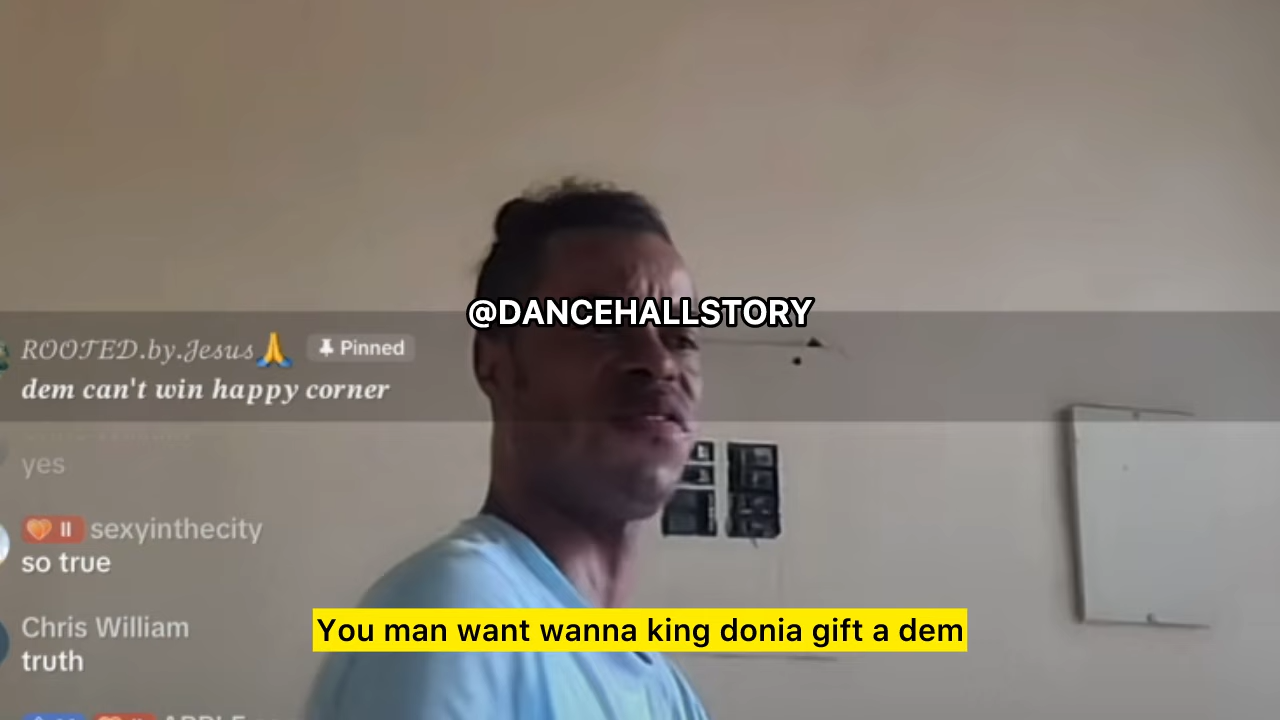 @DANCEHALLSTORY
ROOTED.by.Jesus🙏 Pinned
dem can't win happy corner
yes
II sexyinthecity
so true
Chris William
truth
You man want wanna king donia gift a dem